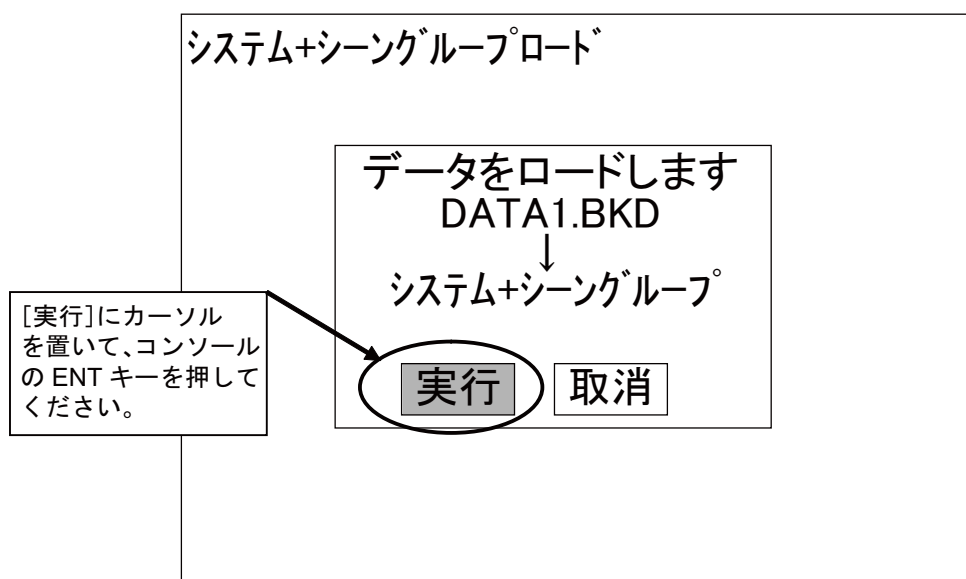 システム+シーングループロード
データをロードします
DATA1.BKD
↓
システム+シーングループ
[実行]にカーソル
を置いて、コンソール
の ENT キーを押して
ください。
実行 取消